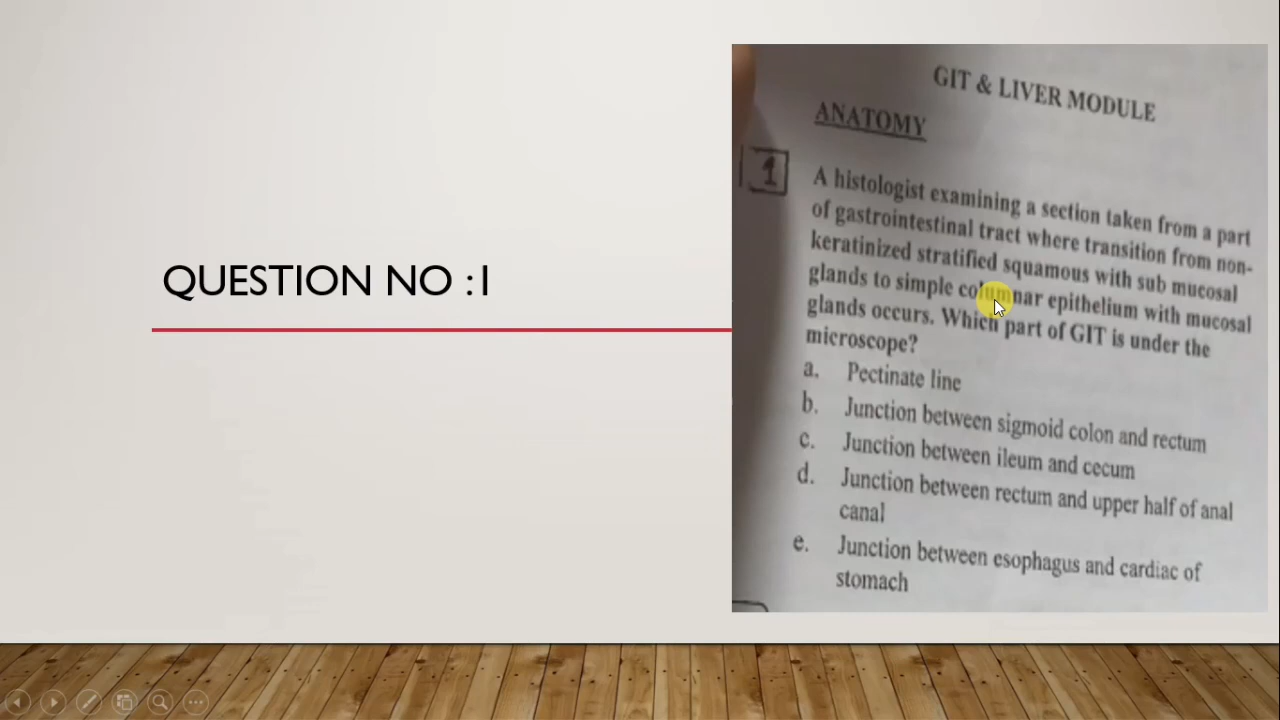 QUESTION NO :1
GIT & LIVER MODULE
ANATOMY
1
A histologist examining a section taken from a part
of gastrointestinal tract where transition from non-
keratinized stratified squamous with sub mucosal
glands to simple columnar epithelium with mucosal
glands occurs. Which part of GIT is under the
microscope?
a. Pectinate line
b. Junction between sigmoid colon and rectum
c. Junction between ileum and cecum
d. Junction between rectum and upper half of anal
canal
e. Junction between esophagus and cardiac of
stomach